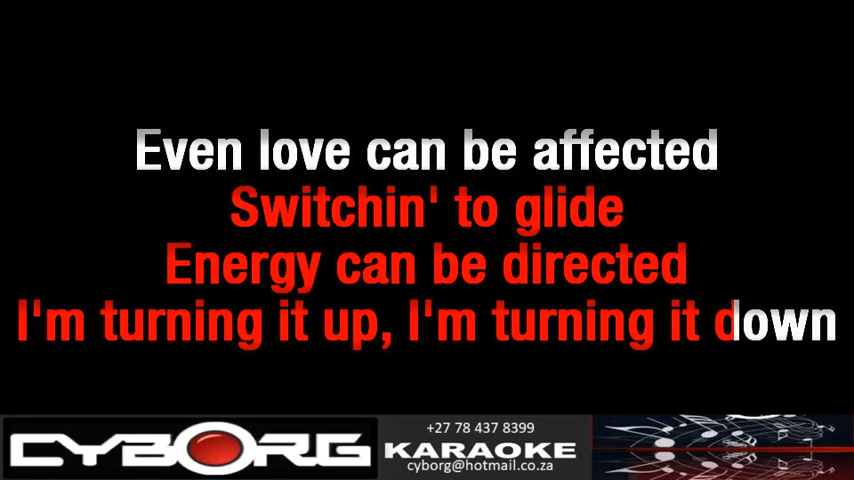 Even love can be affected
Switchin' to glide
Energy can be directed
I'm turning it up, I'm turning it down
CYBORG
+27 78 437 8399
KARAOKE
cyborg@hotmail.co.za